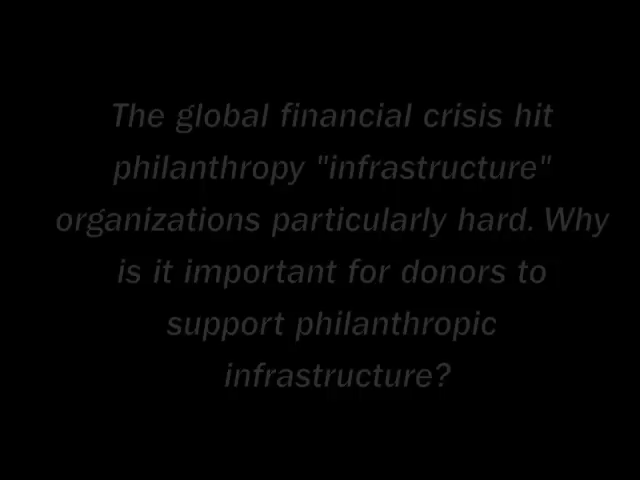 The global financial crisis hit
philanthropy "infrastructure"
organizations particularly hard. Why
is it important for donors to
support philanthropic
infrastructure?